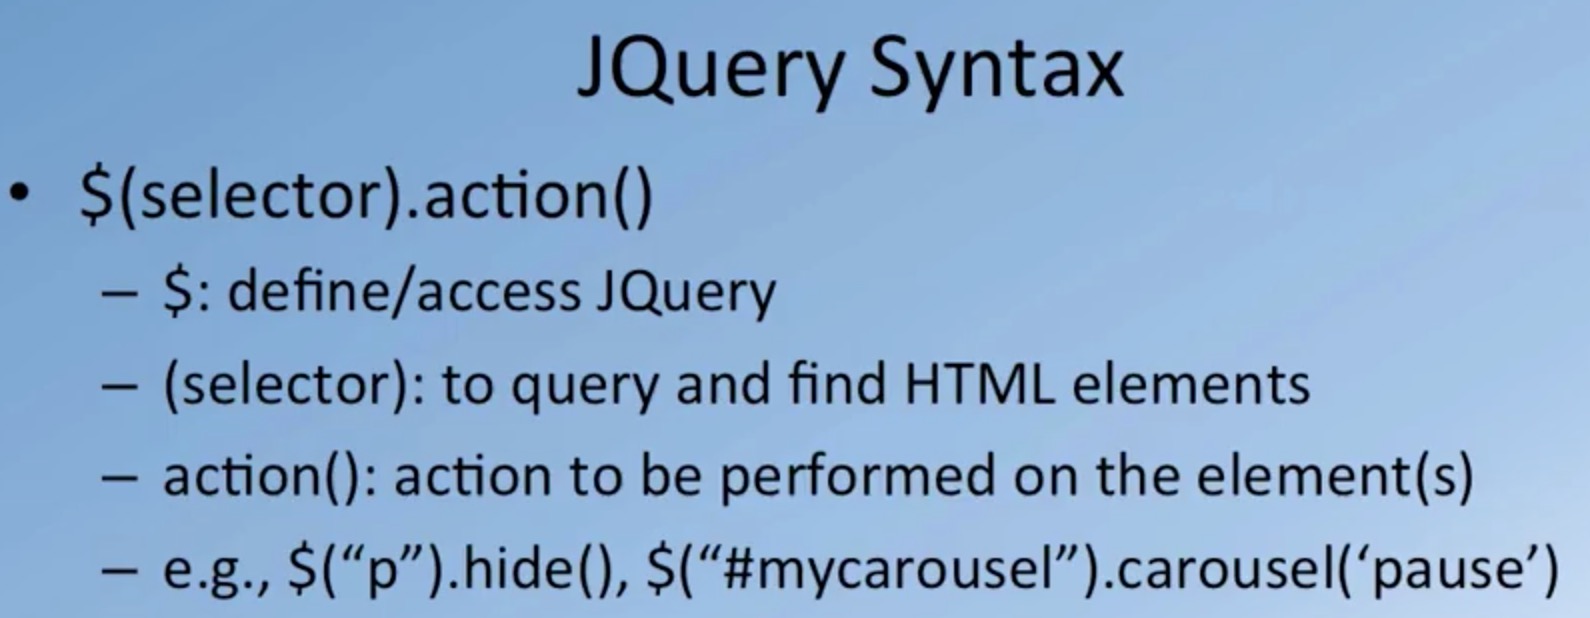 JQuery Syntax
• $(selector).action()
– $: define/access JQuery
– (selector): to query and find HTML elements
– action(): action to be performed on the element(s)
– e.g., $(“p”).hide(), $(“#mycarousel”).carousel(‘pause’)